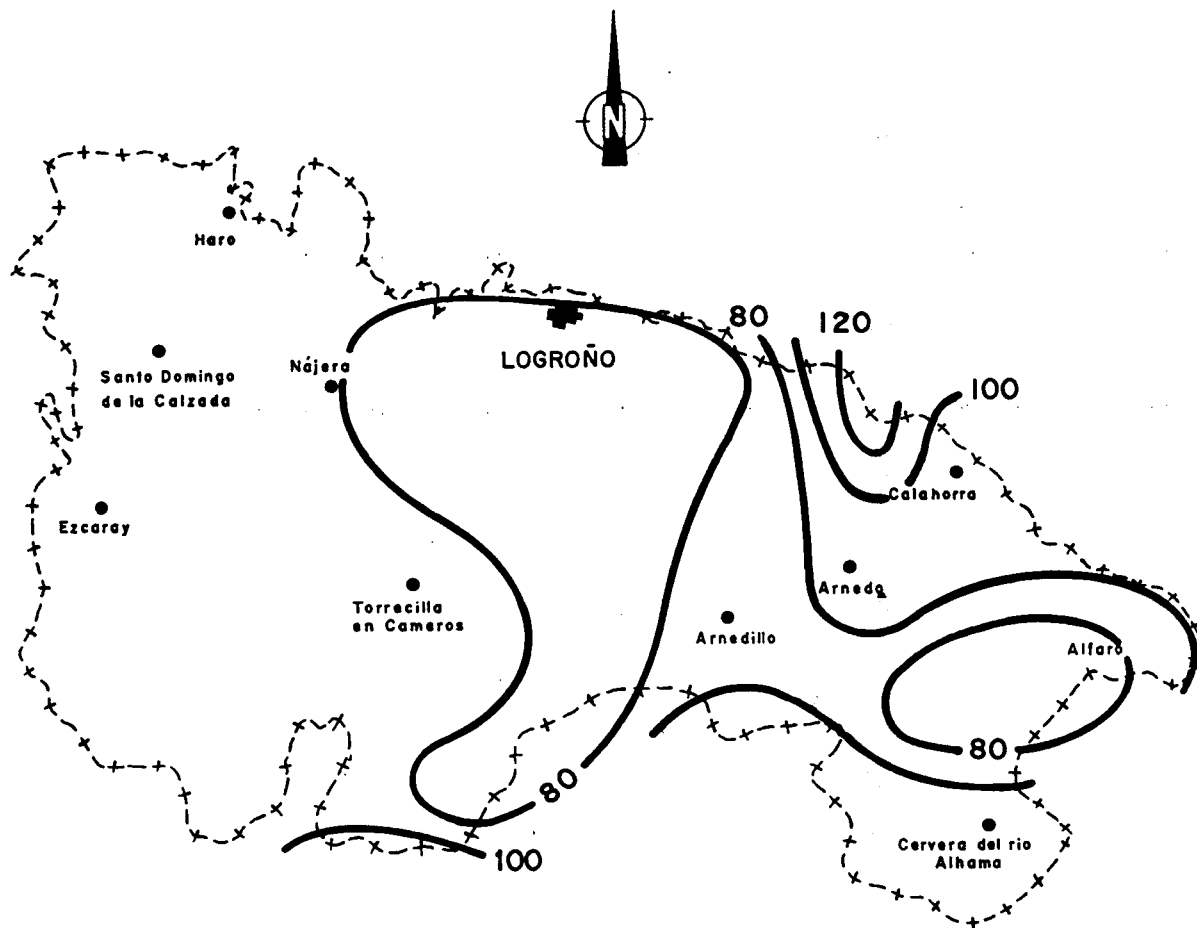 N
Haro
80
120
LOGROÑO
Nájera
Santo Domingo
de la Calzada
100
Calahorra
Ezcaray
Arnedo
Torrecilla
en Cameros
Arnedillo
Alfaro
80
80
100
Cervera del rio
Alhama